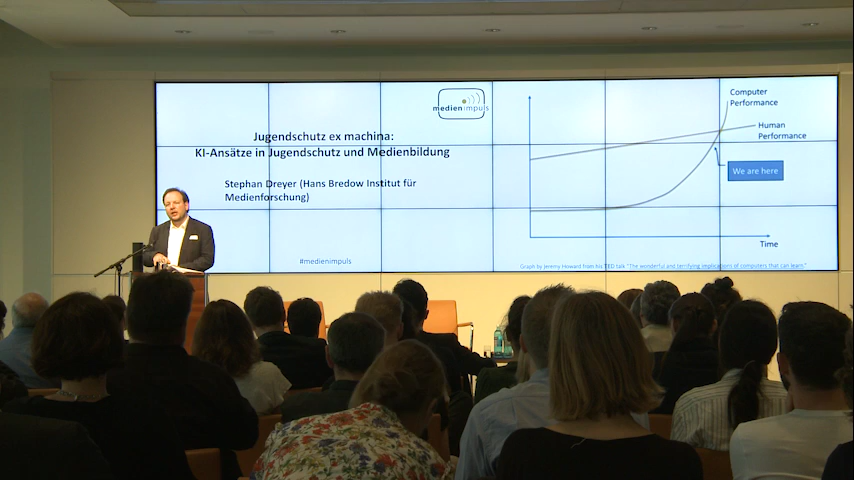 medienimpuls
Jugendschutz ex machina:
KI-Ansätze in Jugendschutz und Medienbildung
Stephan Dreyer (Hans Bredow Institut für
Medienforschung)
#medienimpuls
Computer
Performance
Human
Performance
We are here
Time
Graph by Jeremy Howard from his TED talk "The wonderful and terrifying implications of computers that can learn."